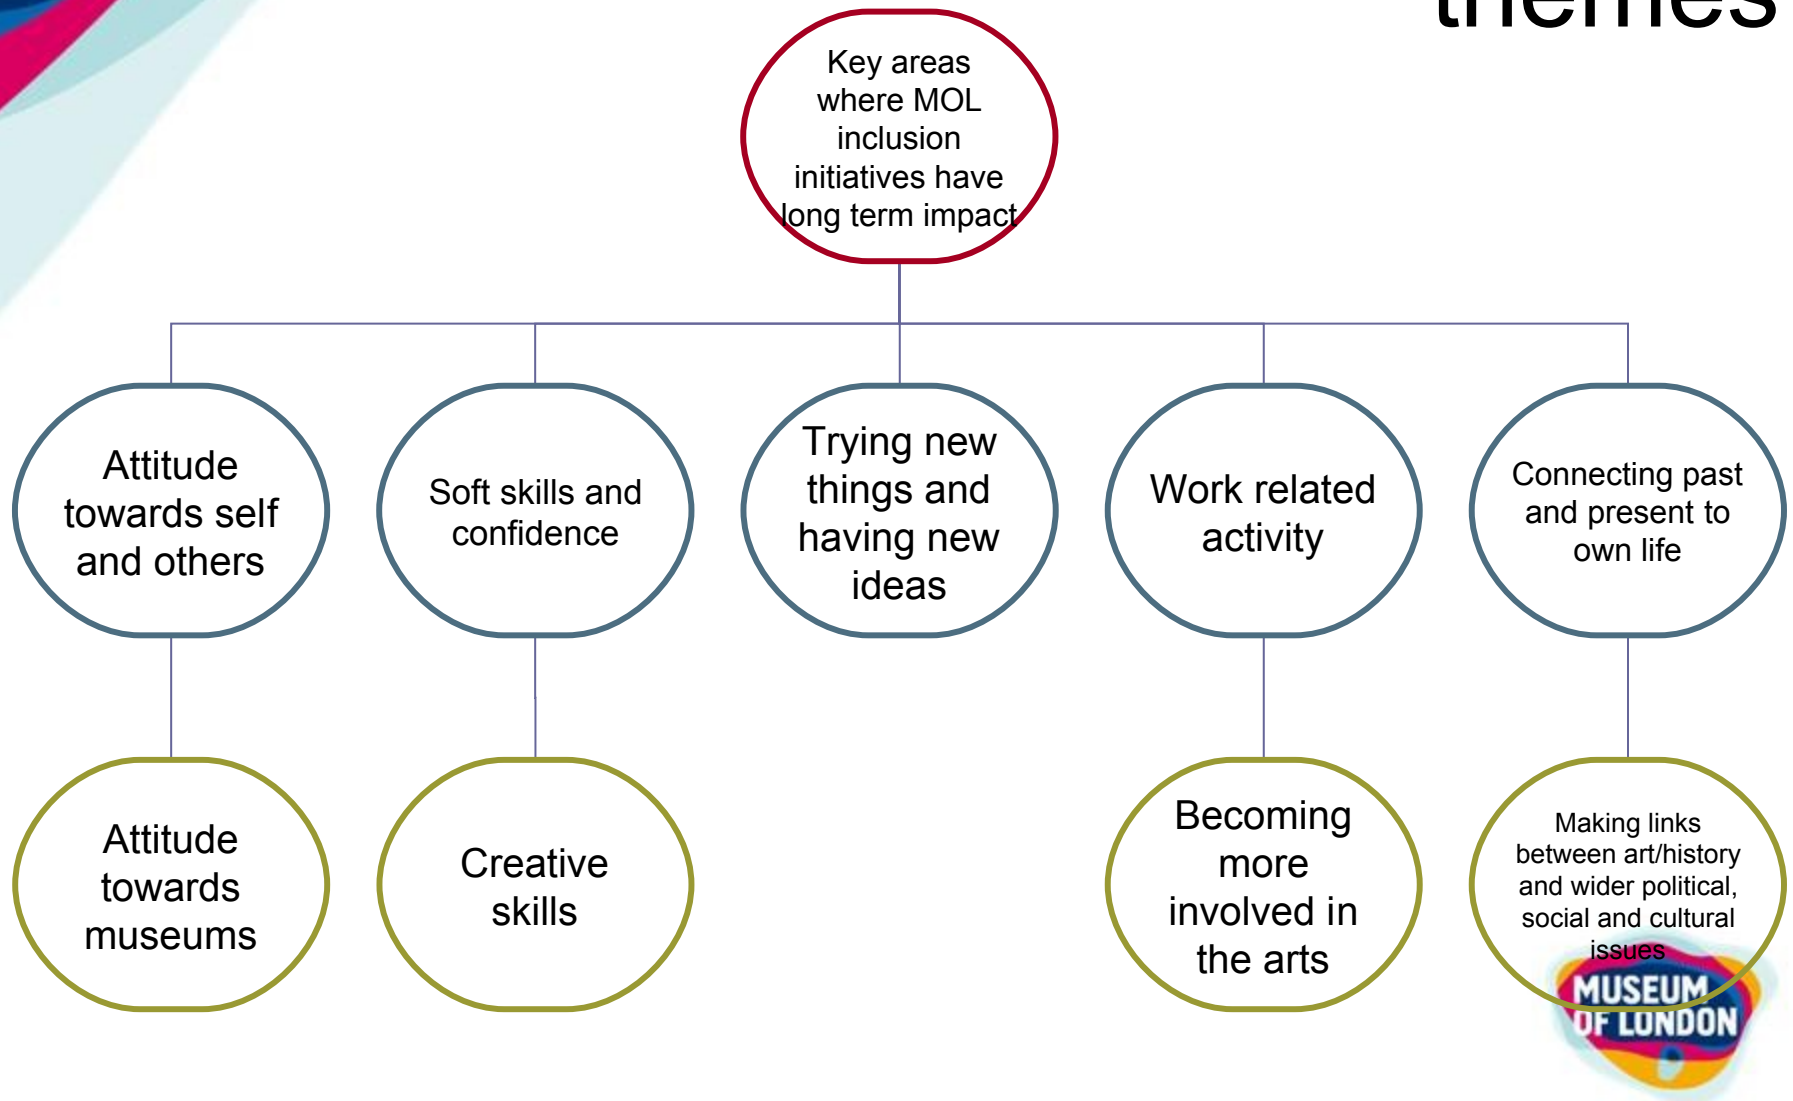 themes
Key areas
where MOL
inclusion
initiatives have
long term impact
Attitude
towards self
and others
Soft skills and
confidence
Trying new
things and
having new
ideas
Work related
activity
Connecting past
and present to
own life
Attitude
towards
museums
Creative
skills
Becoming
more
involved in
the arts
Making links
between art/history
and wider political,
social and cultural
issues
MUSEUM
OF LONDON